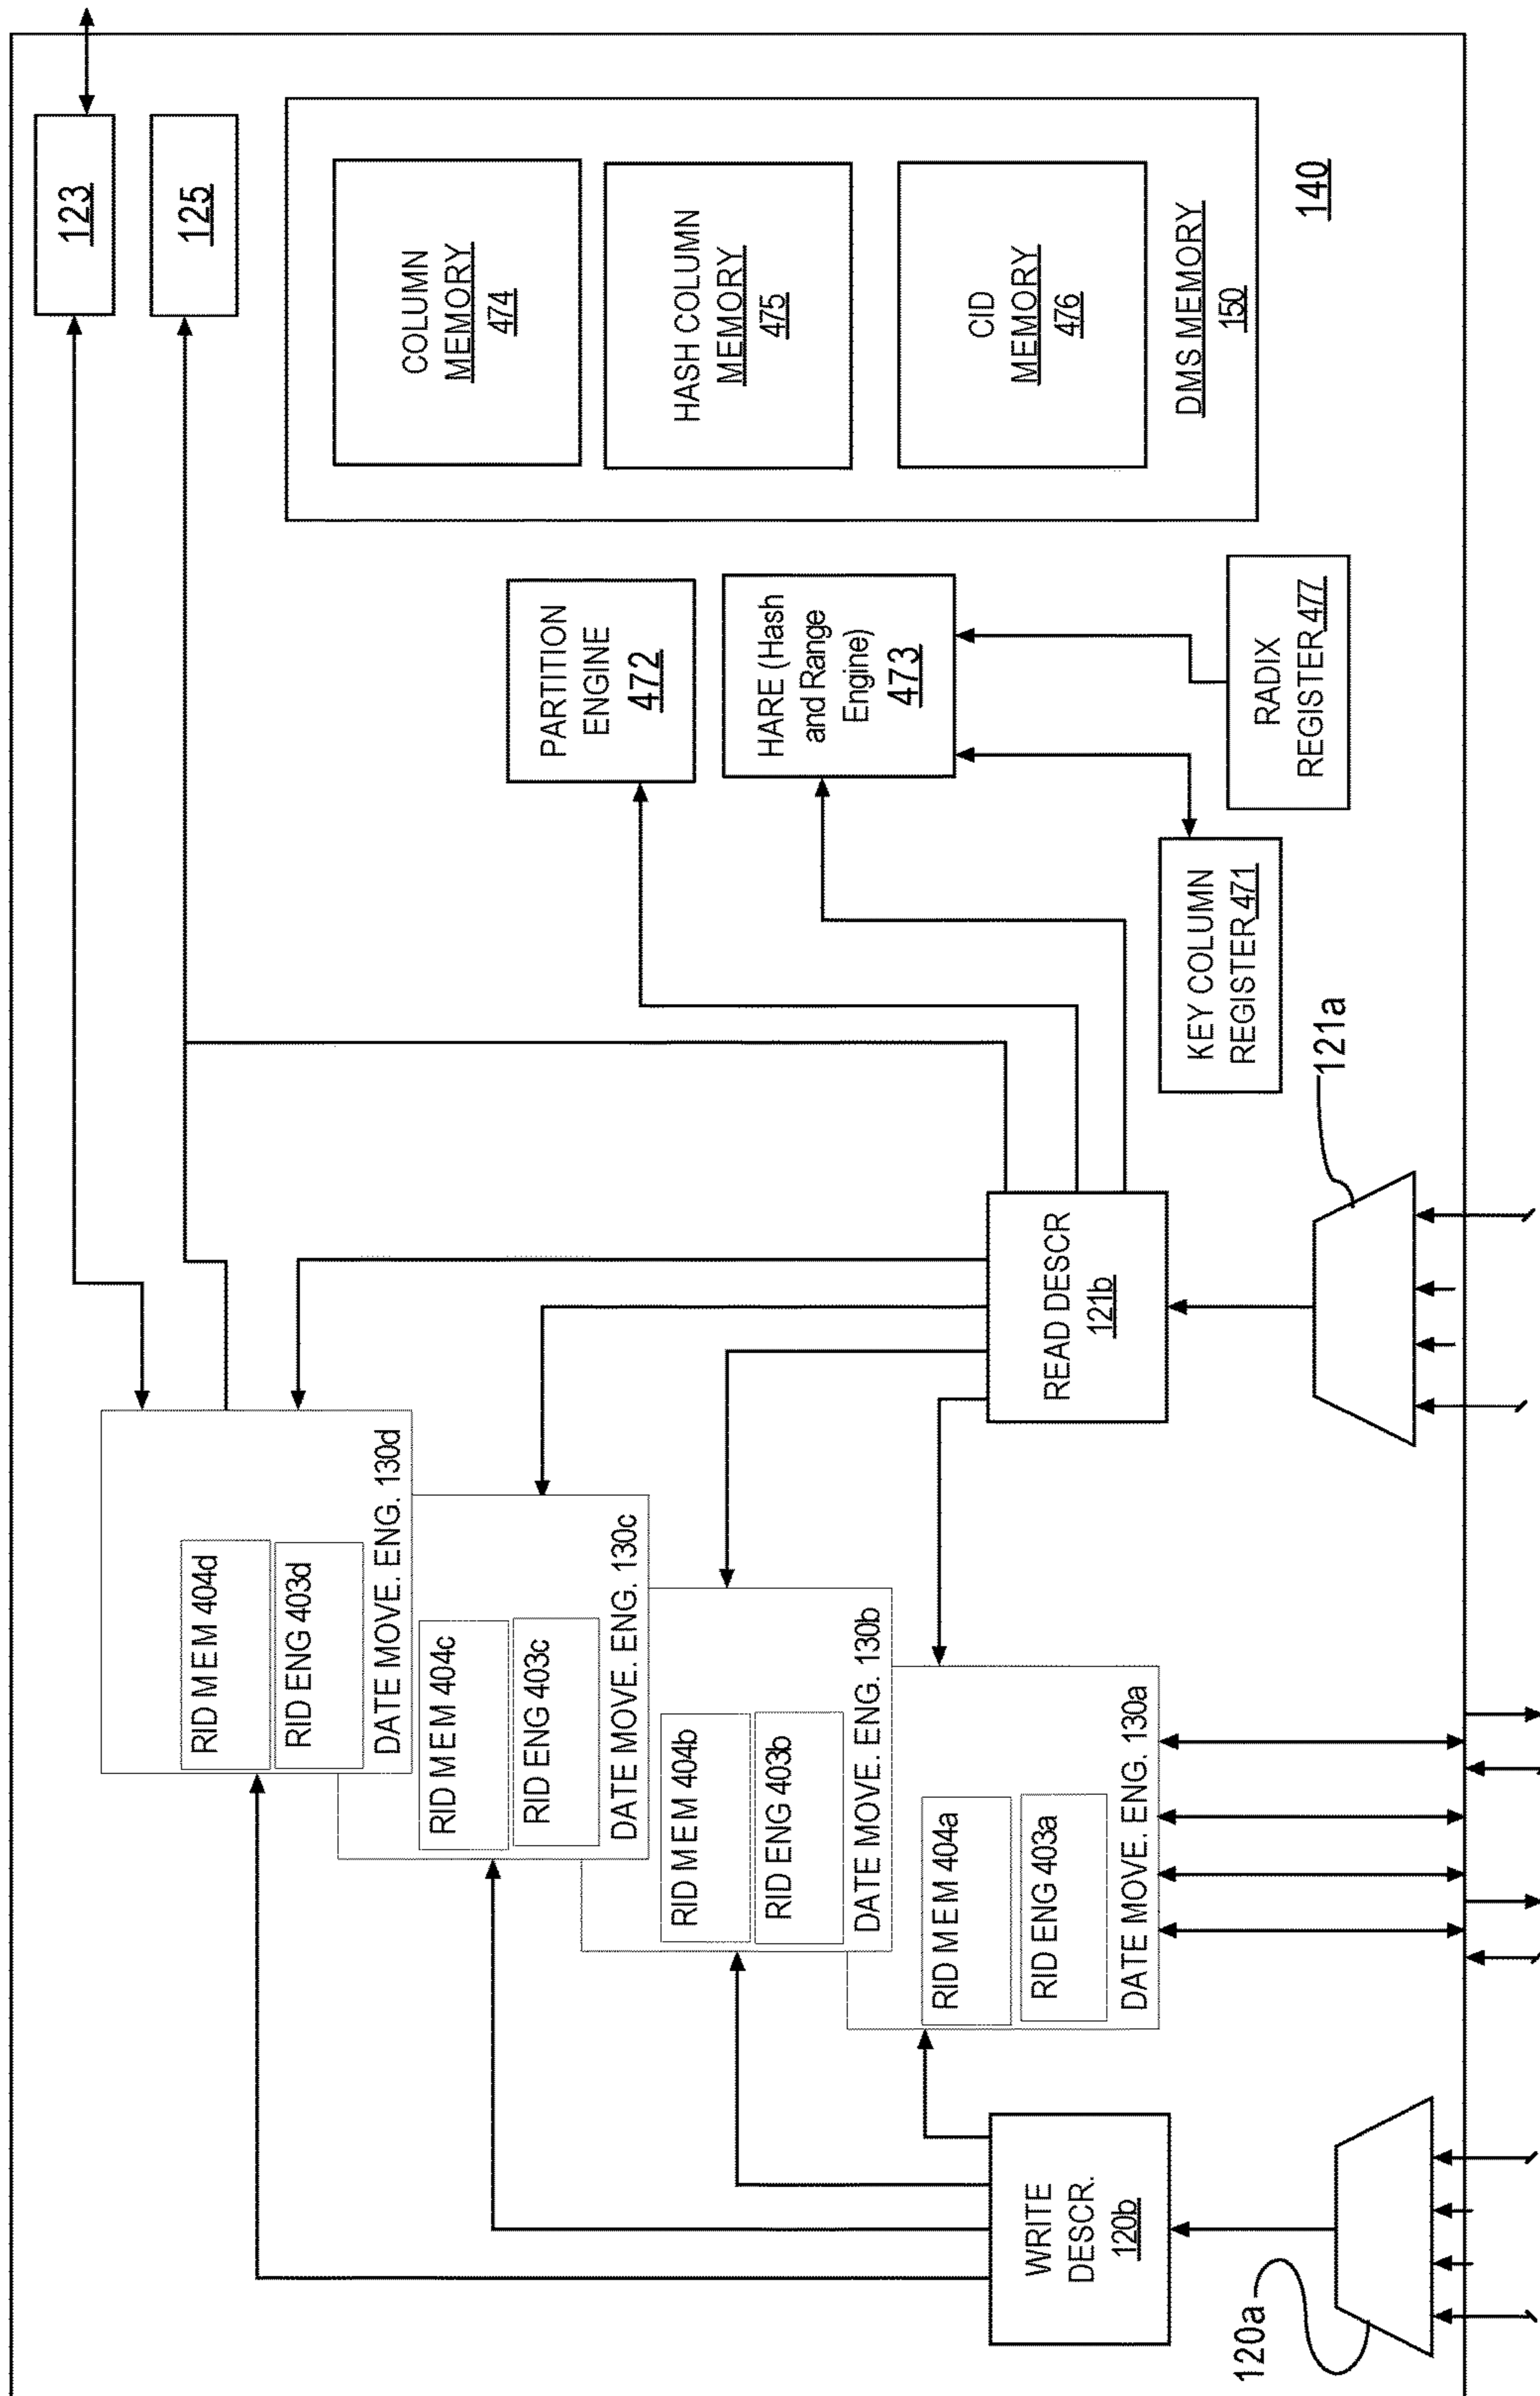 123
125
COLUMN
MEMORY
474
HASH COLUMN
MEMORY
475
CID
MEMORY
476
DMS MEMORY
150
140
PARTITION
ENGINE
472
HARE (Hash
and Range
Engine)
473
RADIX
REGISTER 477
KEY COLUMN
REGISTER 471
RID MEM 404d
RID ENG 403d
DATE MOVE. ENG. 130d
RID MEM 404c
RID ENG 403c
DATE MOVE. ENG. 130c
RID MEM 404b
RID ENG 403b
DATE MOVE. ENG. 130b
RID MEM 404a
RID ENG 403a
DATE MOVE. ENG. 130a
READ DESCR
121b
121a
WRITE
DESCR.
120b
120a